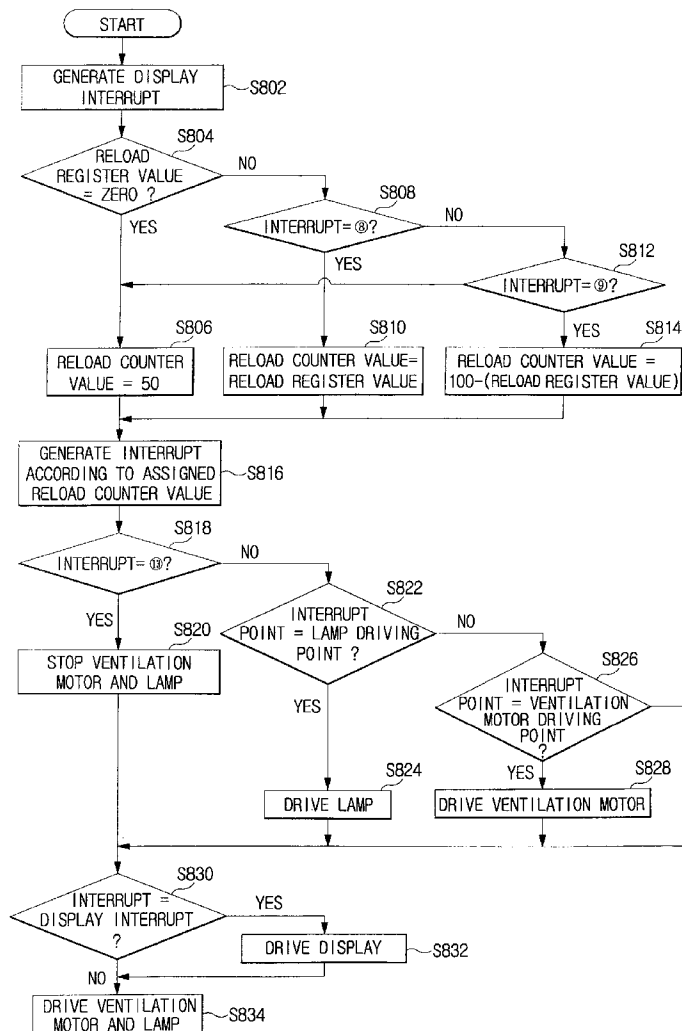 START
GENERATE DISPLAY
INTERRUPT
S802
S804
RELOAD
REGISTER VALUE
= ZERO ?
NO
YES
S808
INTERRUPT= ⑧?
NO
YES
S812
INTERRUPT=⑨?
YES
S806
RELOAD COUNTER
VALUE = 50
S810
RELOAD COUNTER VALUE=
RELOAD REGISTER VALUE
S814
RELOAD COUNTER VALUE =
100-(RELOAD REGISTER VALUE)
GENERATE INTERRUPT
ACCORDING TO ASSIGNED
RELOAD COUNTER VALUE
S816
S818
INTERRUPT= ⑬?
NO
YES
S820
STOP VENTILATION
MOTOR AND LAMP
S822
INTERRUPT
POINT = LAMP DRIVING
POINT ?
NO
YES
S826
INTERRUPT
POINT = VENTILATION
MOTOR DRIVING
POINT
?
YES
S824
DRIVE LAMP
S828
DRIVE VENTILATION MOTOR
S830
INTERRUPT =
DISPLAY INTERRUPT
?
YES
NO
DRIVE DISPLAY
S832
DRIVE VENTILATION
MOTOR AND LAMP
S834